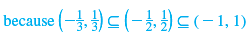 because (-1/3, 1/3) ⊆ (-1/2, 1/2) ⊆ (-1, 1)